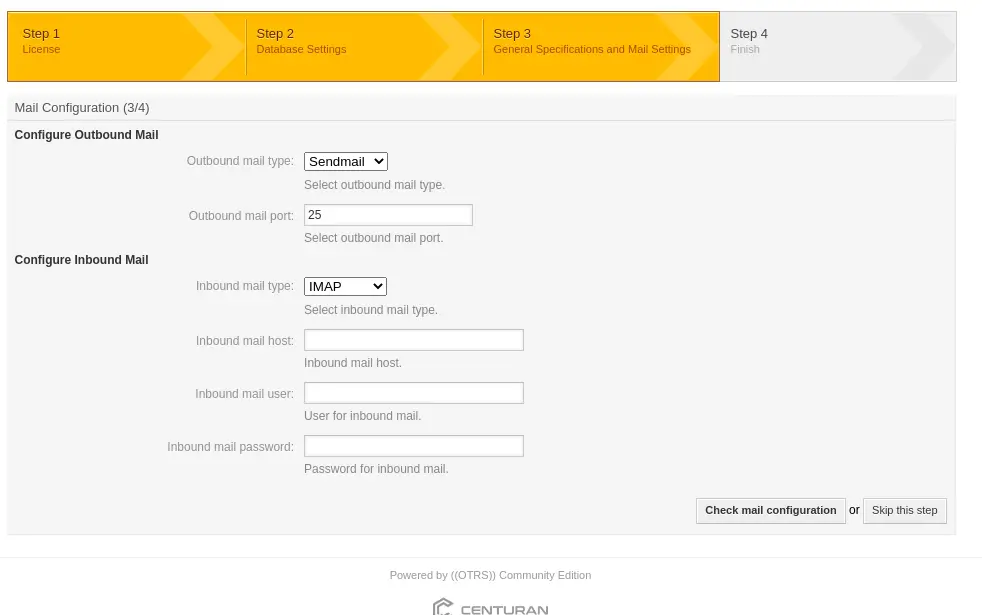 Step 1
License
Step 2
Database Settings
Step 3
General Specifications and Mail Settings
Step 4
Finish
Mail Configuration (3/4)
Configure Outbound Mail
Outbound mail type: Sendmail
Select outbound mail type.
Outbound mail port: 25
Select outbound mail port.
Configure Inbound Mail
Inbound mail type: IMAP
Select inbound mail type.
Inbound mail host:
Inbound mail host.
Inbound mail user:
User for inbound mail.
Inbound mail password:
Password for inbound mail.
Check mail configuration or Skip this step
Powered by ((OTRS)) Community Edition
CENTURAN